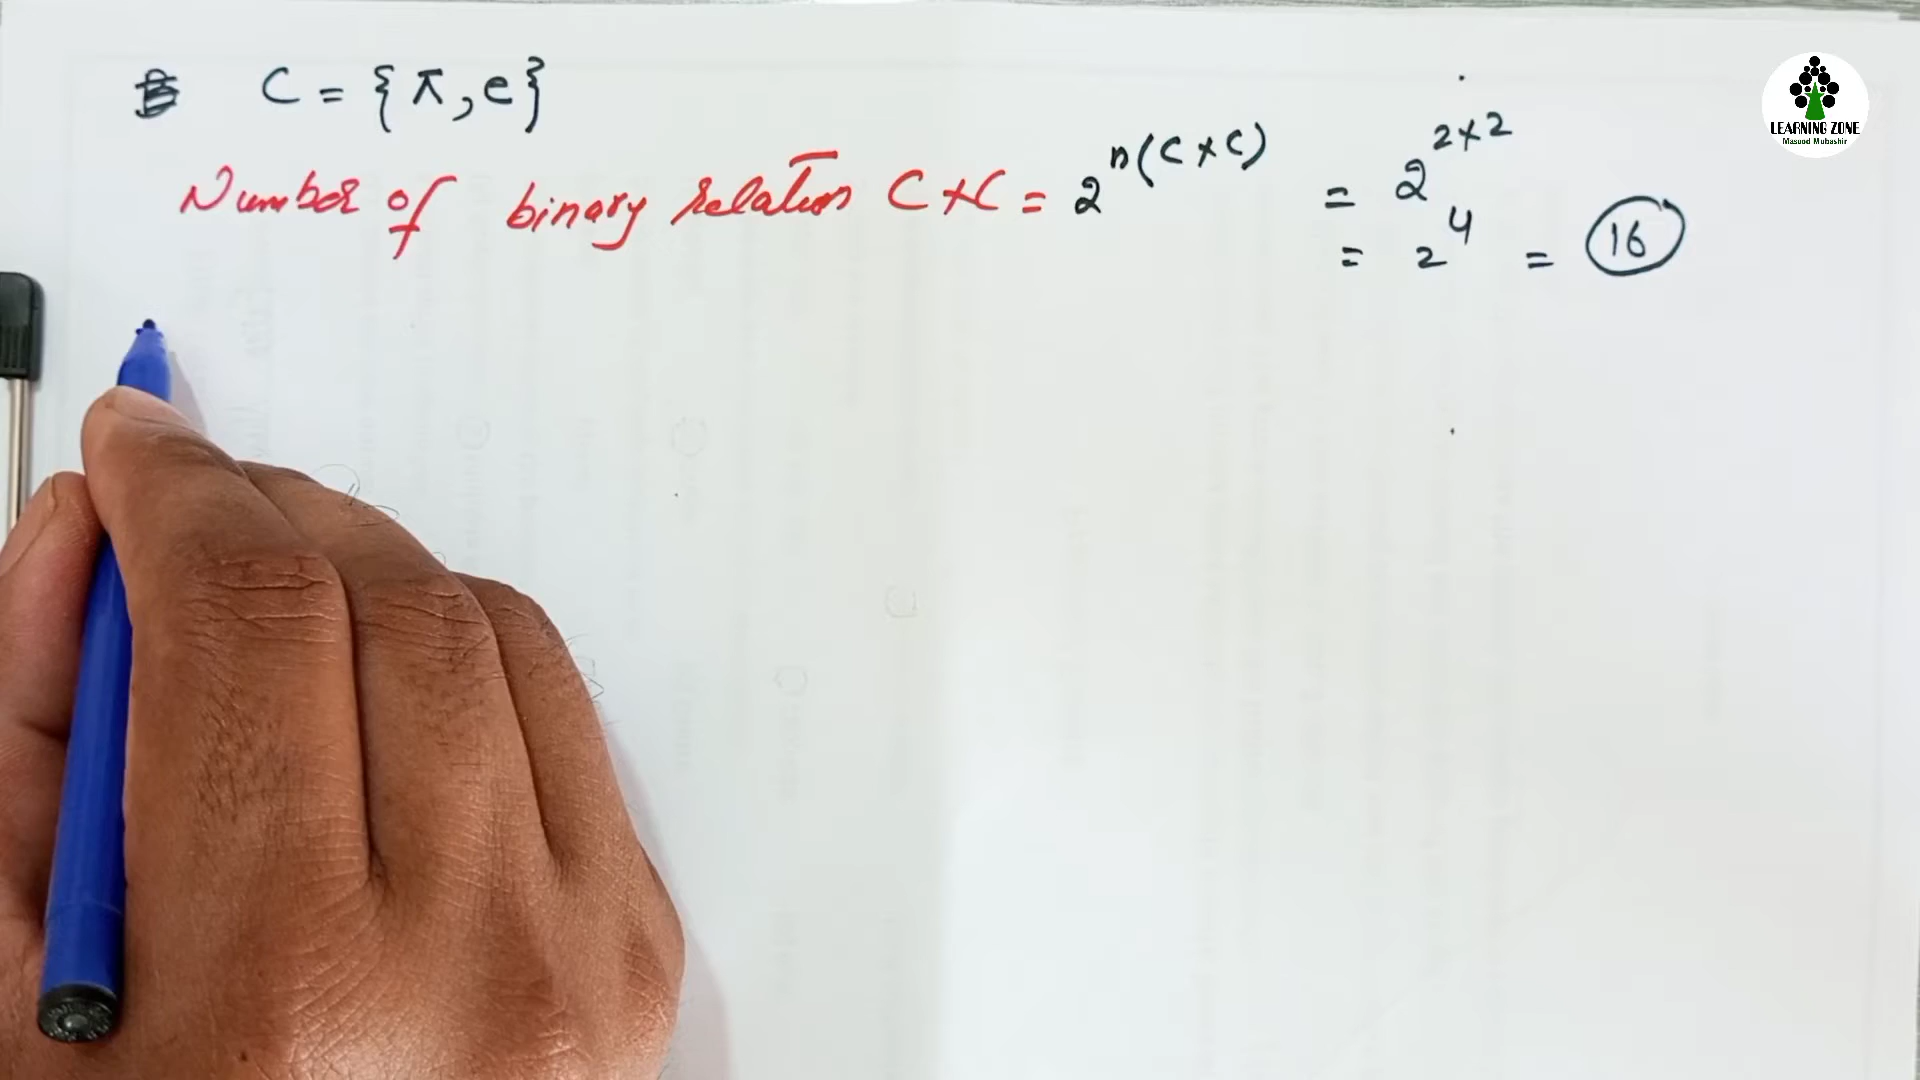 C = {π, e}
Number of binary relation C×C = 2^n(C×C) = 2^2×2
= 2^4 = 16
LEARNING ZONE
Masood Mubashir